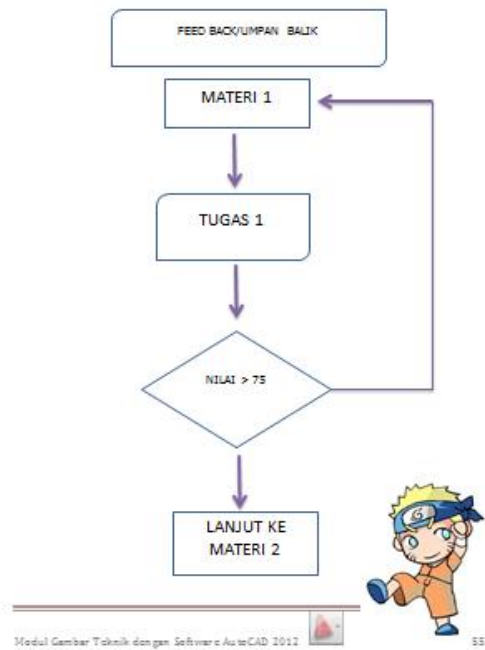 FEED BACK/UMPAN BALIK
MATERI 1
TUGAS 1
NILAI > 75
LANJUT KE
MATERI 2
Modul Gambar Teknik dengan Software AutoCAD 2012
55